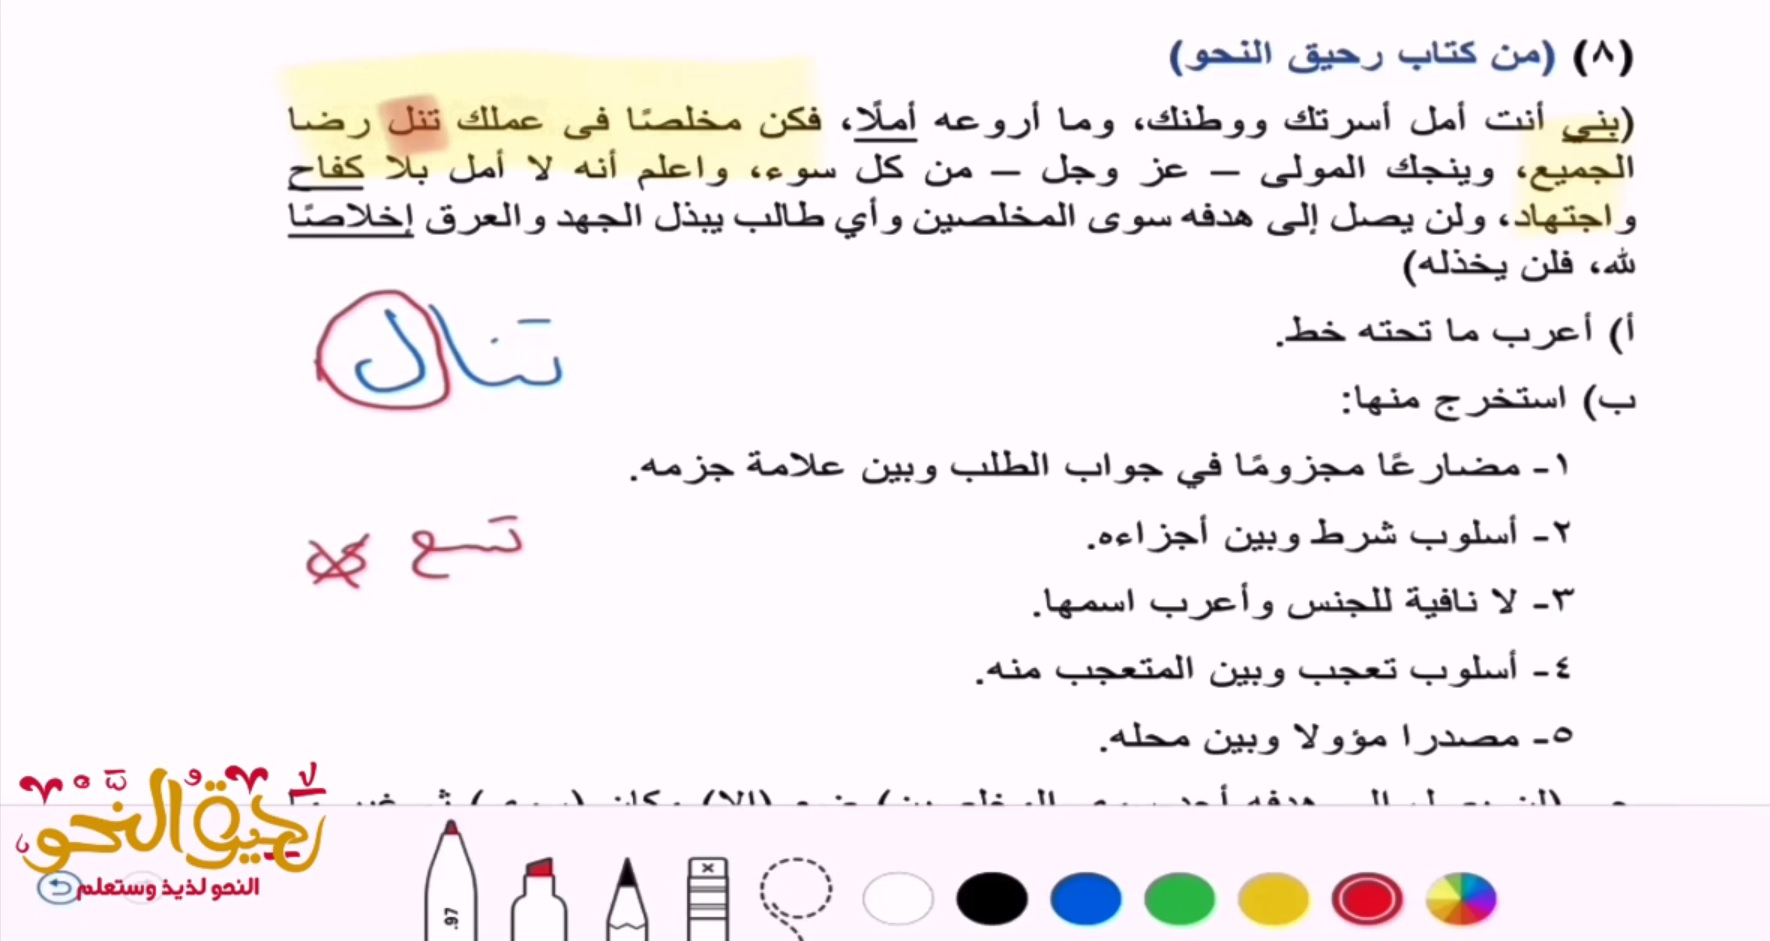 (٨) (من كتاب رحيق النحو)
(بني أنت أمل أسرتك ووطنك، وما أروعه أملًا، فكن مخلصًا فى عملك تنل رضا
الجميع، وينجك المولى – عز وجل – من كل سوء، واعلم أنه لا أمل بلا كفاح
واجتهاد، ولن يصل إلى هدفه سوى المخلصين وأي طالب يبذل الجهد والعرق إخلاصًا
لله، فلن يخذله)
تنال
أ) أعرب ما تحته خط.
ب) استخرج منها:
١- مضارعًا مجزومًا في جواب الطلب وبين علامة جزمه.
٢- أسلوب شرط وبين أجزاءه.
٣- لا نافية للجنس وأعرب اسمها.
٤- أسلوب تعجب وبين المتعجب منه.
٥- مصدرا مؤولا وبين محله.
رحيق النحو
النحو لذيذ وستعلم
.97